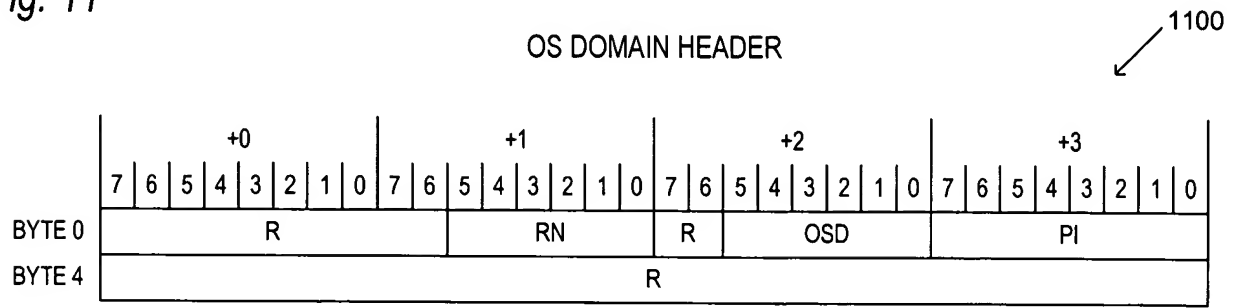 ig. 11
1100
OS DOMAIN HEADER
+0 +1 +2 +3
7 6 5 4 3 2 1 0 7 6 5 4 3 2 1 0 7 6 5 4 3 2 1 0 7 6 5 4 3 2 1 0
BYTE 0 R RN R OSD PI
BYTE 4 R